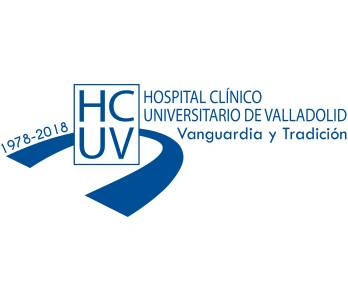 HC
UV
HOSPITAL CLÍNICO
UNIVERSITARIO DE VALLADOLID
Vanguardia y Tradición
1978-2018